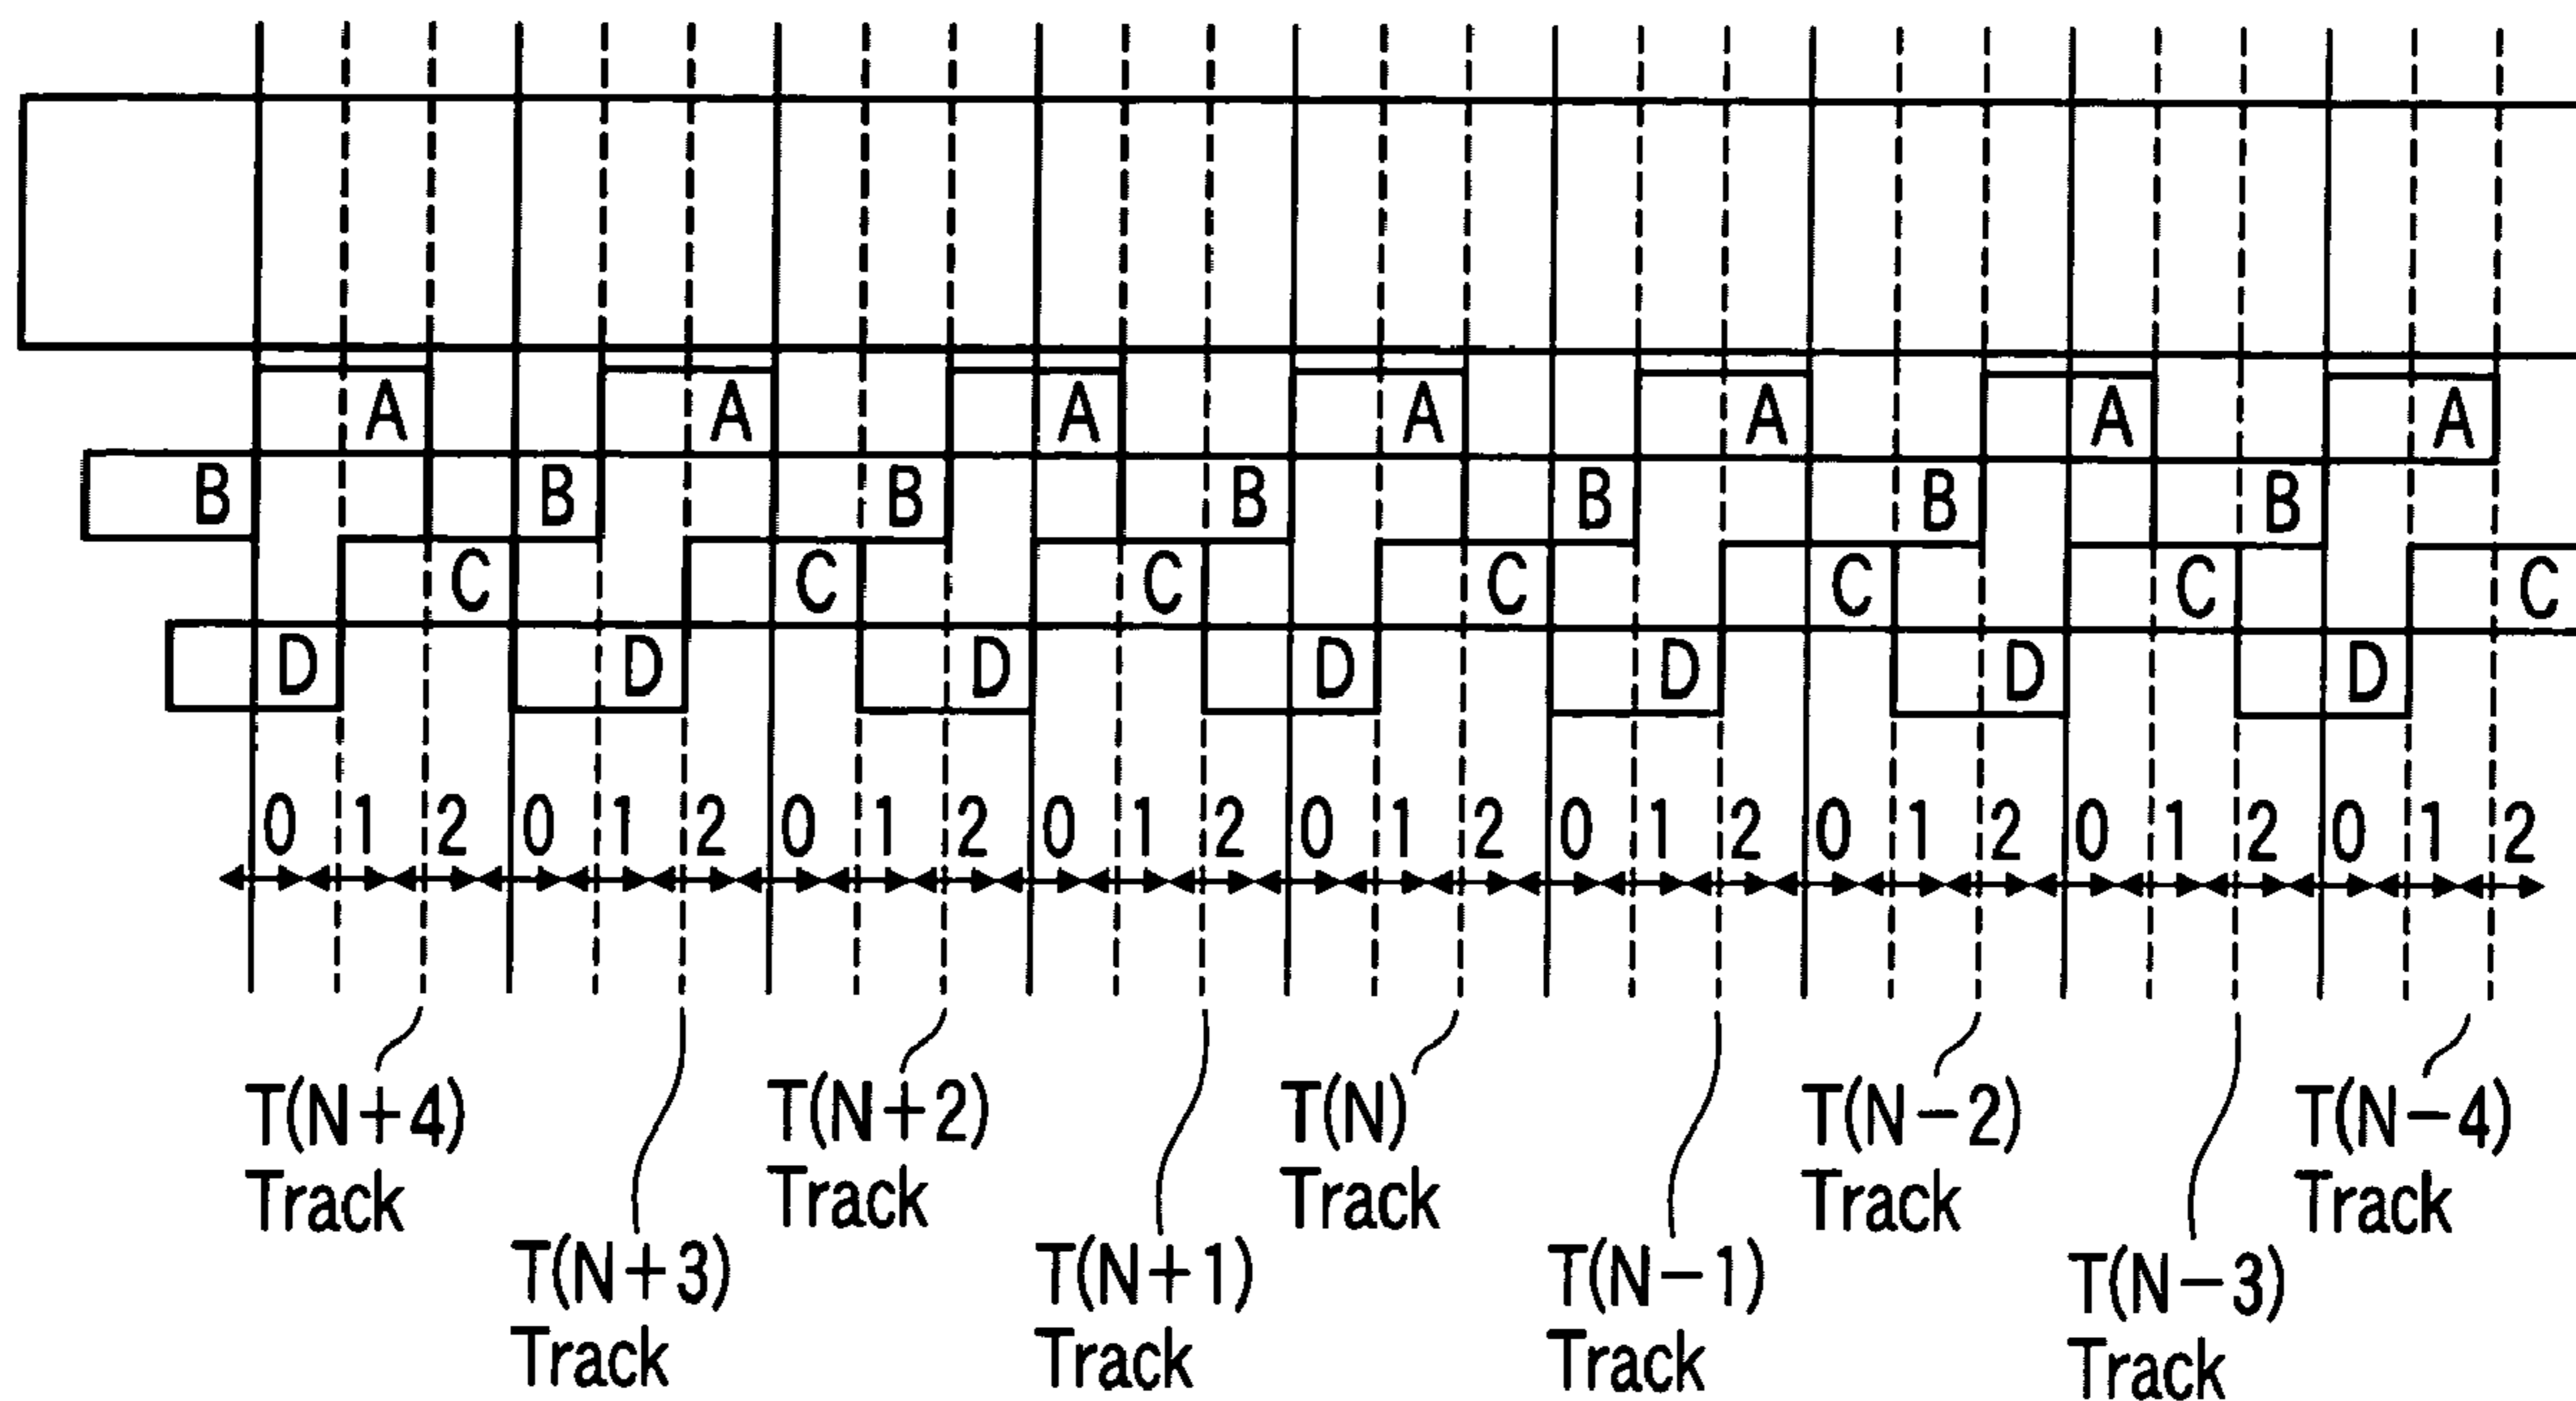 A A A A A A A
B B B B B B B
C C C C C C C
D D D D D D D
0 1 2 0 1 2 0 1 2 0 1 2 0 1 2 0 1 2 0 1 2 0 1 2 0 1 2
T(N+4)
Track
T(N+3)
Track
T(N+2)
Track
T(N+1)
Track
T(N)
Track
T(N−1)
Track
T(N−2)
Track
T(N−3)
Track
T(N−4)
Track